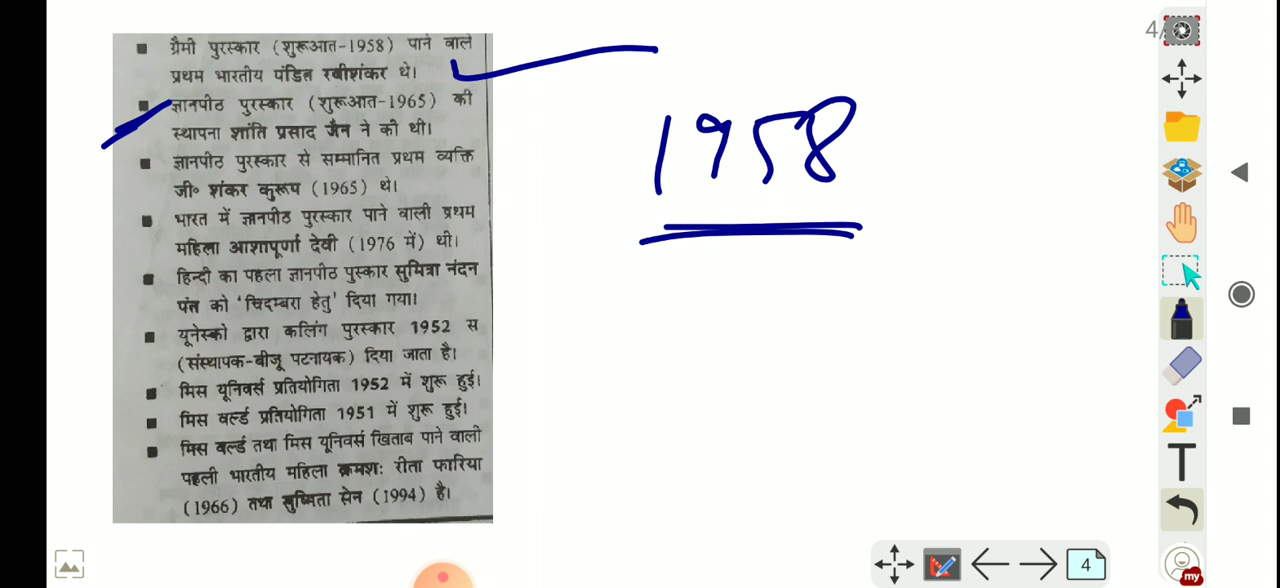 ग्रैमी पुरस्कार (शुरूआत-1958) पाने वाले
प्रथम भारतीय पंडित रवीशंकर थे।
ज्ञानपीठ पुरस्कार (शुरूआत-1965) की
स्थापना शांति प्रसाद जैन ने की थी।
ज्ञानपीठ पुरस्कार से सम्मानित प्रथम व्यक्ति
जी॰ शंकर कुरूप (1965) थे।
भारत में ज्ञानपीठ पुरस्कार पाने वाली प्रथम
महिला आशापूर्णा देवी (1976 में) थी।
हिन्दी का पहला ज्ञानपीठ पुस्कार सुमित्रा नंदन
पंत को 'चिदम्बरा हेतु' दिया गया।
यूनेस्को द्वारा कलिंग पुरस्कार 1952 स
(संस्थापक-बीजू पटनायक) दिया जाता है।
मिस यूनिवर्स प्रतियोगिता 1952 में शुरू हुई।
मिस वर्ल्ड प्रतियोगिता 1951 में शुरू हुई।
मिस वर्ल्ड तथा मिस यूनिवर्स खिताब पाने वाली
पहली भारतीय महिला क्रमशः रीता फारिया
(1966) तथा सुष्मिता सेन (1994) है।
1958
4/
T
4
my